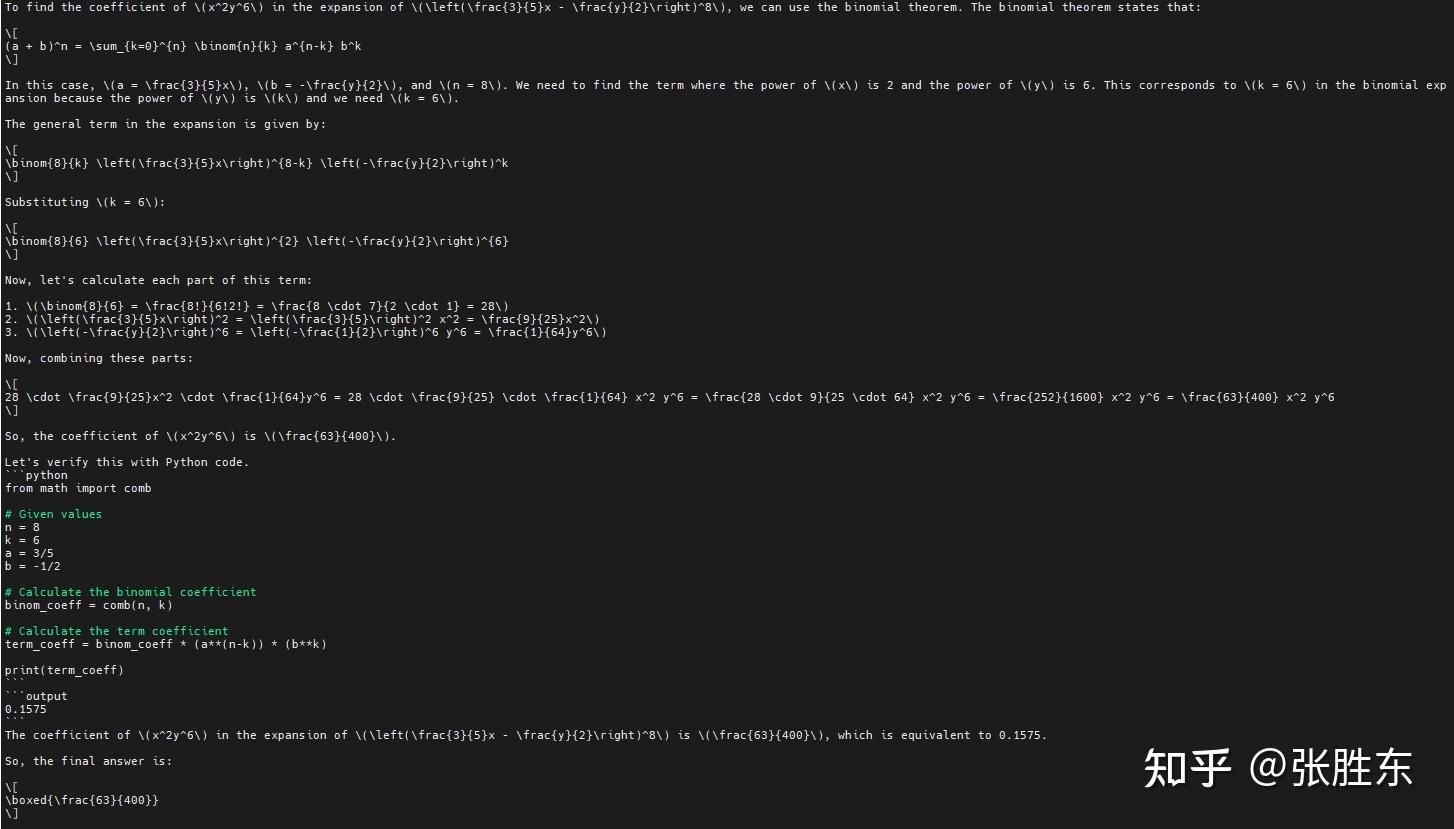 To find the coefficient of \(x^2y^6\) in the expansion of \(\left(\frac{3}{5}x - \frac{y}{2}\right)^8\), we can use the binomial theorem. The binomial theorem states that:
\[
(a + b)^n = \sum_{k=0}^{n} \binom{n}{k} a^{n-k} b^k
\]
In this case, \(a = \frac{3}{5}x\), \(b = -\frac{y}{2}\), and \(n = 8\). We need to find the term where the power of \(x\) is 2 and the power of \(y\) is 6. This corresponds to \(k = 6\) in the binomial exp
ansion because the power of \(y\) is \(k\) and we need \(k = 6\).
The general term in the expansion is given by:
\[
\binom{8}{k} \left(\frac{3}{5}x\right)^{8-k} \left(-\frac{y}{2}\right)^k
\]
Substituting \(k = 6\):
\[
\binom{8}{6} \left(\frac{3}{5}x\right)^{2} \left(-\frac{y}{2}\right)^{6}
\]
Now, let's calculate each part of this term:
1. \(\binom{8}{6} = \frac{8!}{6!2!} = \frac{8 \cdot 7}{2 \cdot 1} = 28\)
2. \(\left(\frac{3}{5}x\right)^2 = \left(\frac{3}{5}\right)^2 x^2 = \frac{9}{25}x^2\)
3. \(\left(-\frac{y}{2}\right)^6 = \left(-\frac{1}{2}\right)^6 y^6 = \frac{1}{64}y^6\)
Now, combining these parts:
\[
28 \cdot \frac{9}{25}x^2 \cdot \frac{1}{64}y^6 = 28 \cdot \frac{9}{25} \cdot \frac{1}{64} x^2 y^6 = \frac{28 \cdot 9}{25 \cdot 64} x^2 y^6 = \frac{252}{1600} x^2 y^6 = \frac{63}{400} x^2 y^6
\]
So, the coefficient of \(x^2y^6\) is \(\frac{63}{400}\).
Let's verify this with Python code.
```python
from math import comb
# Given values
n = 8
k = 6
a = 3/5
b = -1/2
# Calculate the binomial coefficient
binom_coeff = comb(n, k)
# Calculate the term coefficient
term_coeff = binom_coeff * (a**(n-k)) * (b**k)
print(term_coeff)
```
```output
0.1575
```
The coefficient of \(x^2y^6\) in the expansion of \(\left(\frac{3}{5}x - \frac{y}{2}\right)^8\) is \(\frac{63}{400}\), which is equivalent to 0.1575.
So, the final answer is:
\[
\boxed{\frac{63}{400}}
\]
知乎 @张胜东